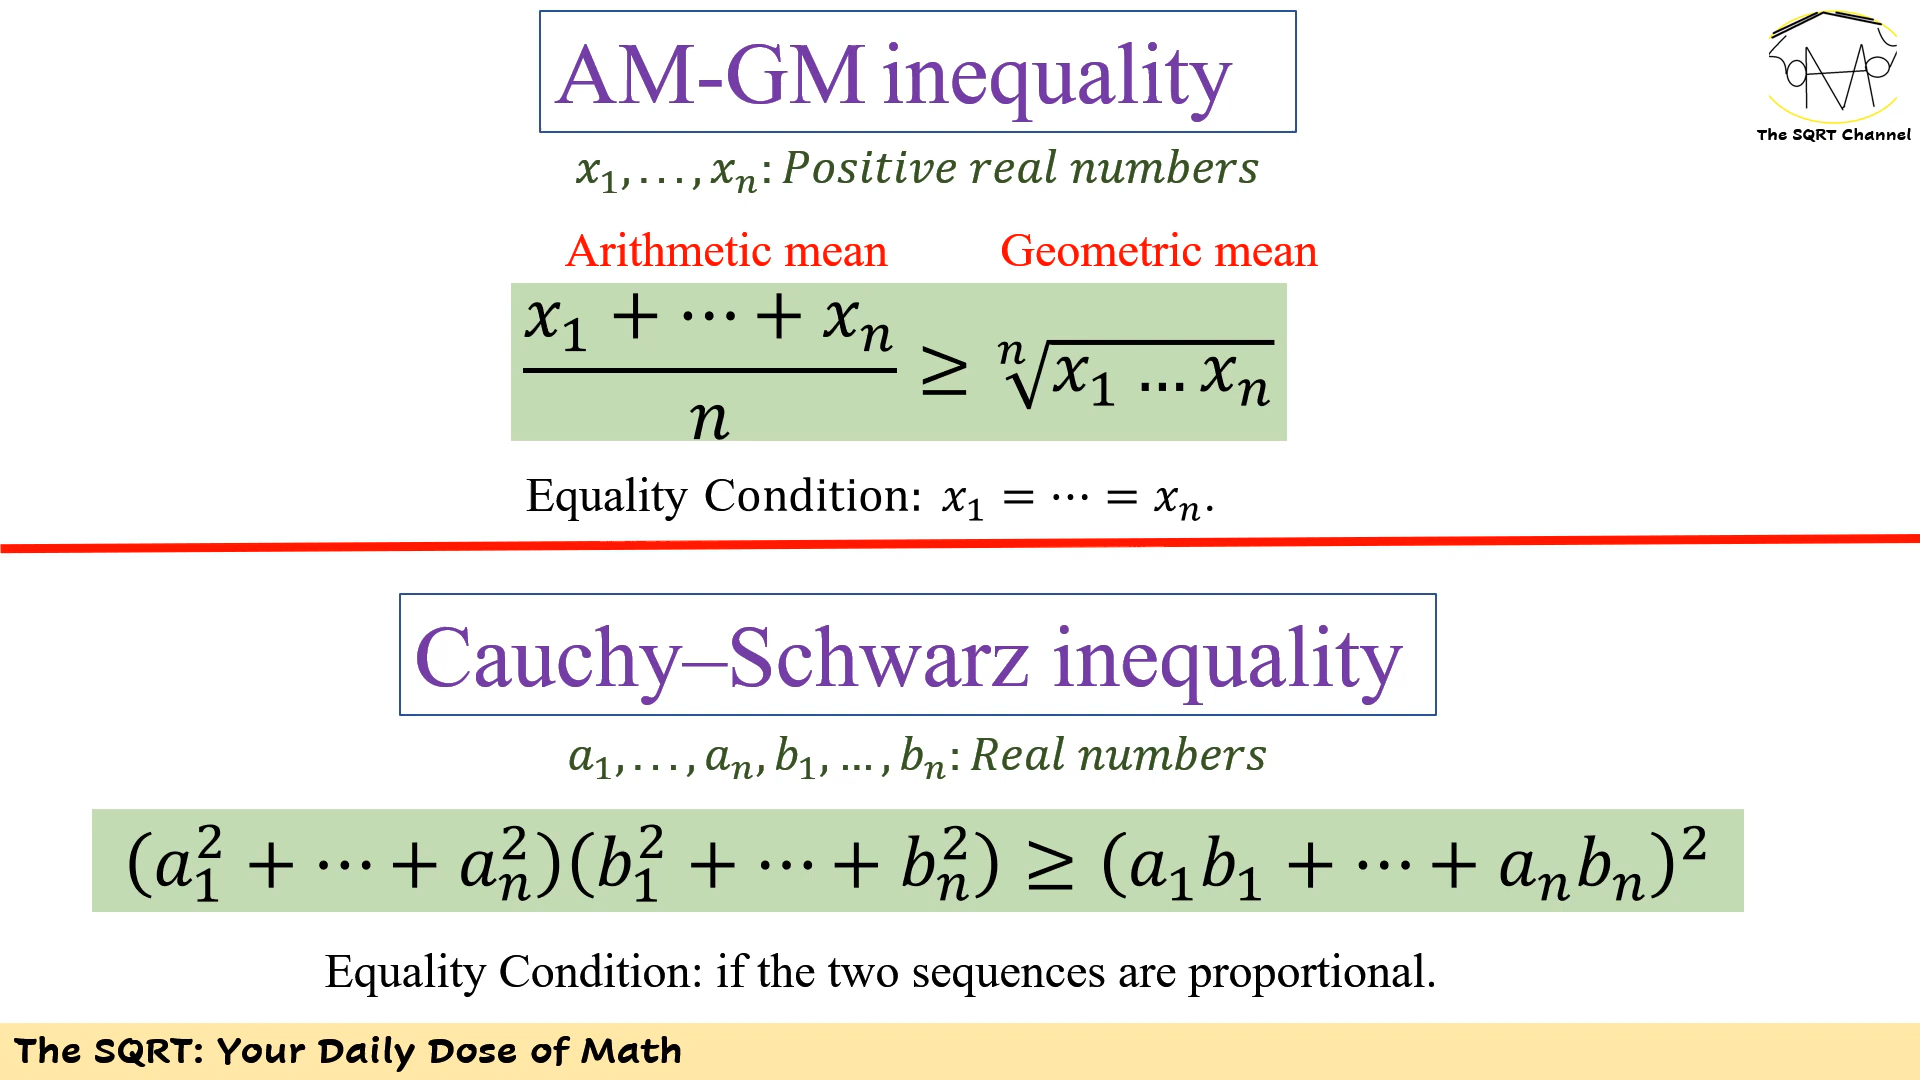 AM-GM inequality
The SQRT Channel
x₁, . . . , xₙ: Positive real numbers
Arithmetic mean Geometric mean
(x₁ + ⋯ + xₙ)/n ≥ ⁿ√(x₁ … xₙ)
Equality Condition: x₁ = ⋯ = xₙ.
Cauchy–Schwarz inequality
a₁, . . . , aₙ, b₁, … , bₙ: Real numbers
(a₁² + ⋯ + aₙ²)(b₁² + ⋯ + bₙ²) ≥ (a₁b₁ + ⋯ + aₙbₙ)²
Equality Condition: if the two sequences are proportional.
The SQRT: Your Daily Dose of Math